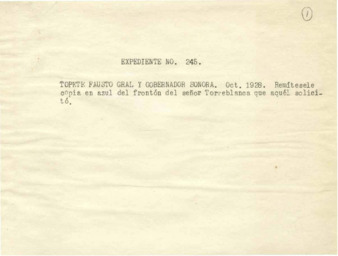 1
EXPEDIENTE NO. 245.
TOPETE FAUSTO GRAL Y GOBERNADOR SONORA. Oct. 1928. Remítesele
copia en azul del frontón del señor Torreblanca que aquél solici-
tó.